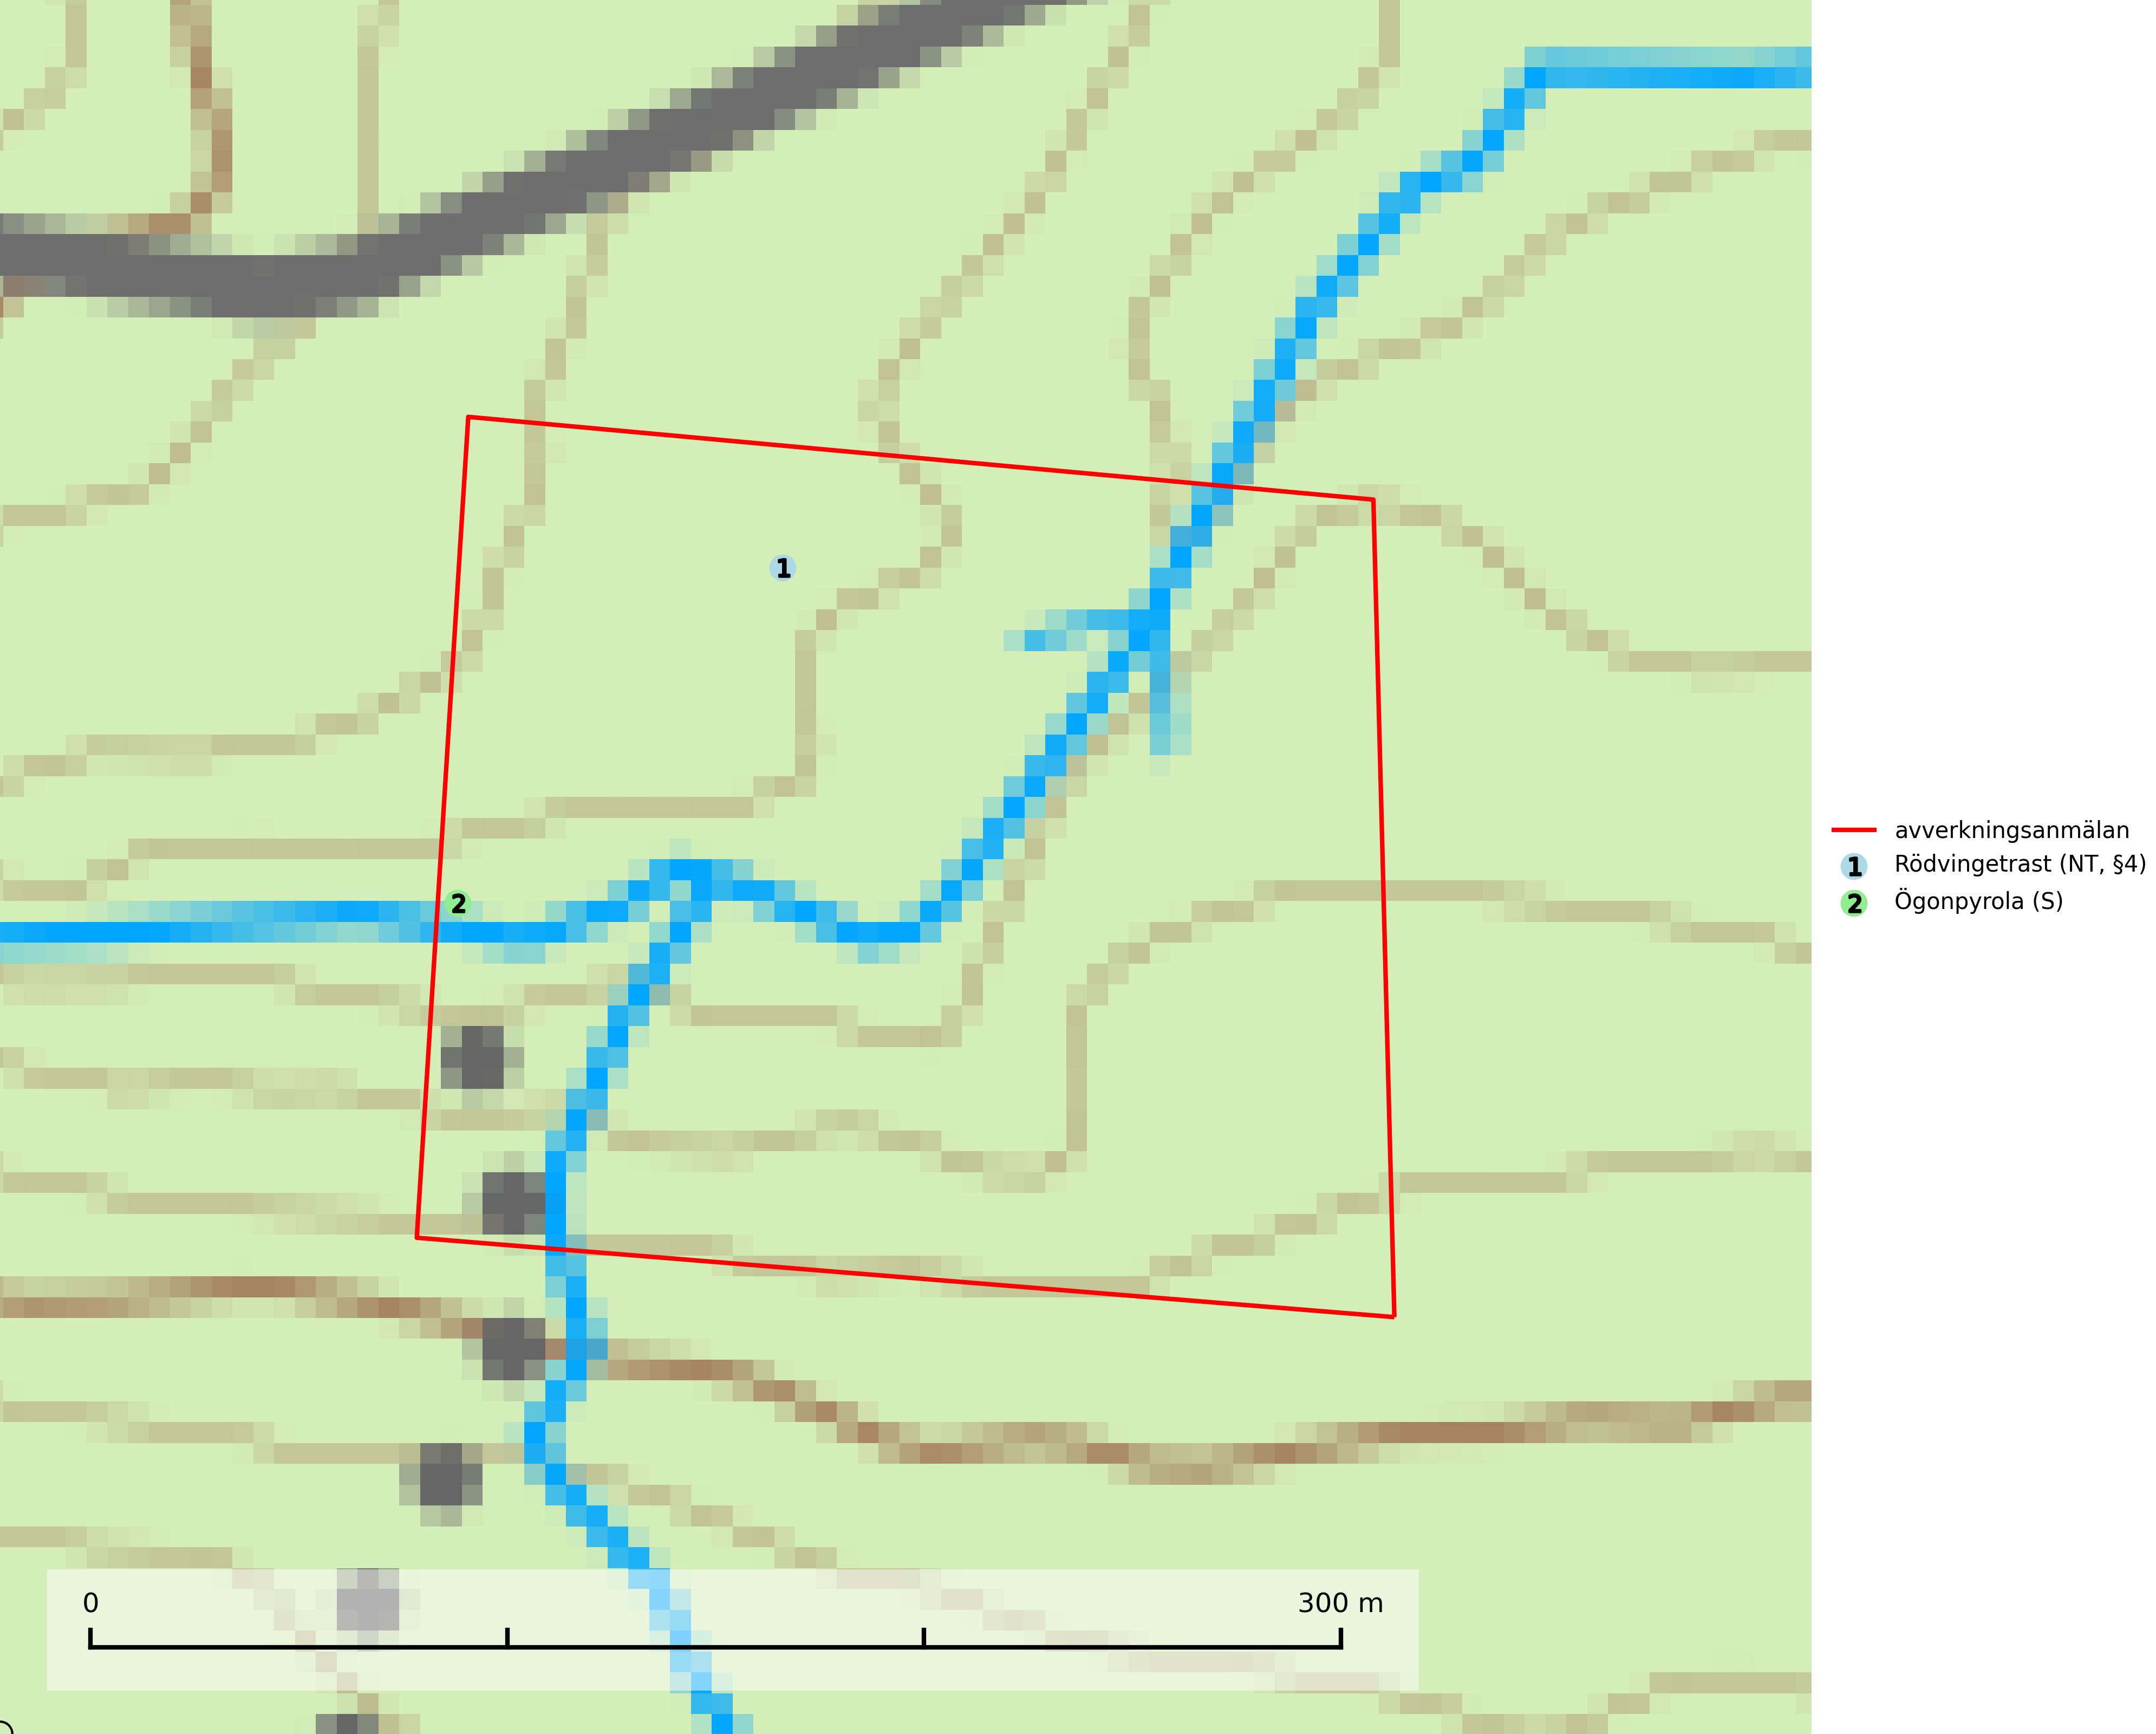 1
2
avverkningsanmälan
1 Rödvingetrast (NT, §4)
2 Ögonpyrola (S)
0 300 m